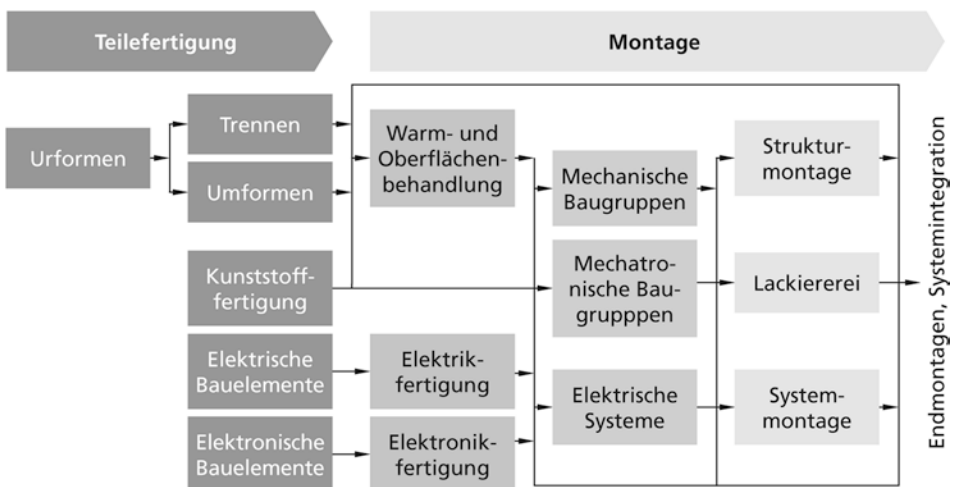 Teilefertigung
Montage
Urformen
Trennen
Umformen
Kunststoff-
fertigung
Elektrische
Bauelemente
Elektronische
Bauelemente
Warm- und
Oberflächen-
behandlung
Elektrik-
fertigung
Elektronik-
fertigung
Mechanische
Baugruppen
Mechatro-
nische Bau-
grupppen
Elektrische
Systeme
Struktur-
montage
Lackiererei
System-
montage
Endmontagen, Systemintegration